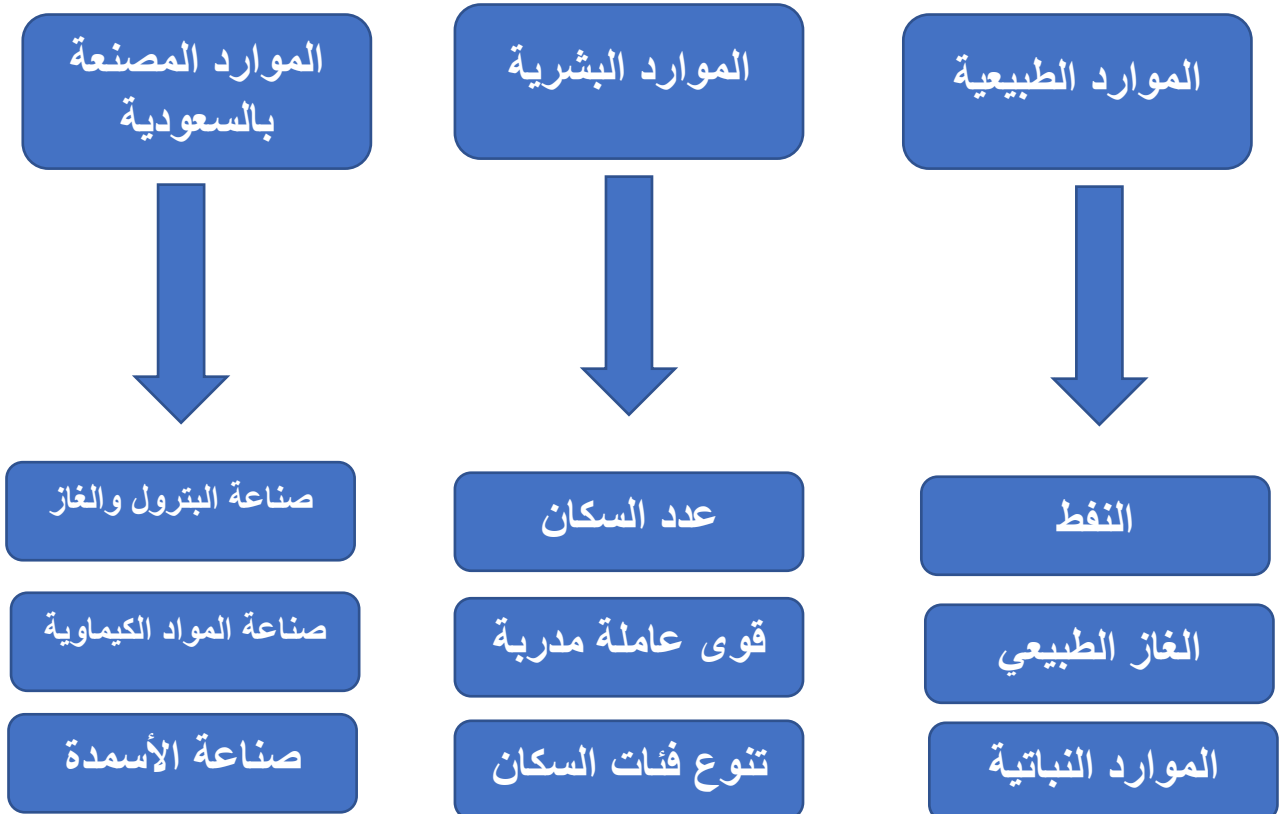 الموارد الطبيعية
الموارد البشرية
الموارد المصنعة
بالسعودية
النفط
عدد السكان
صناعة البترول والغاز
الغاز الطبيعي
قوى عاملة مدربة
صناعة المواد الكيماوية
الموارد النباتية
تنوع فئات السكان
صناعة الأسمدة